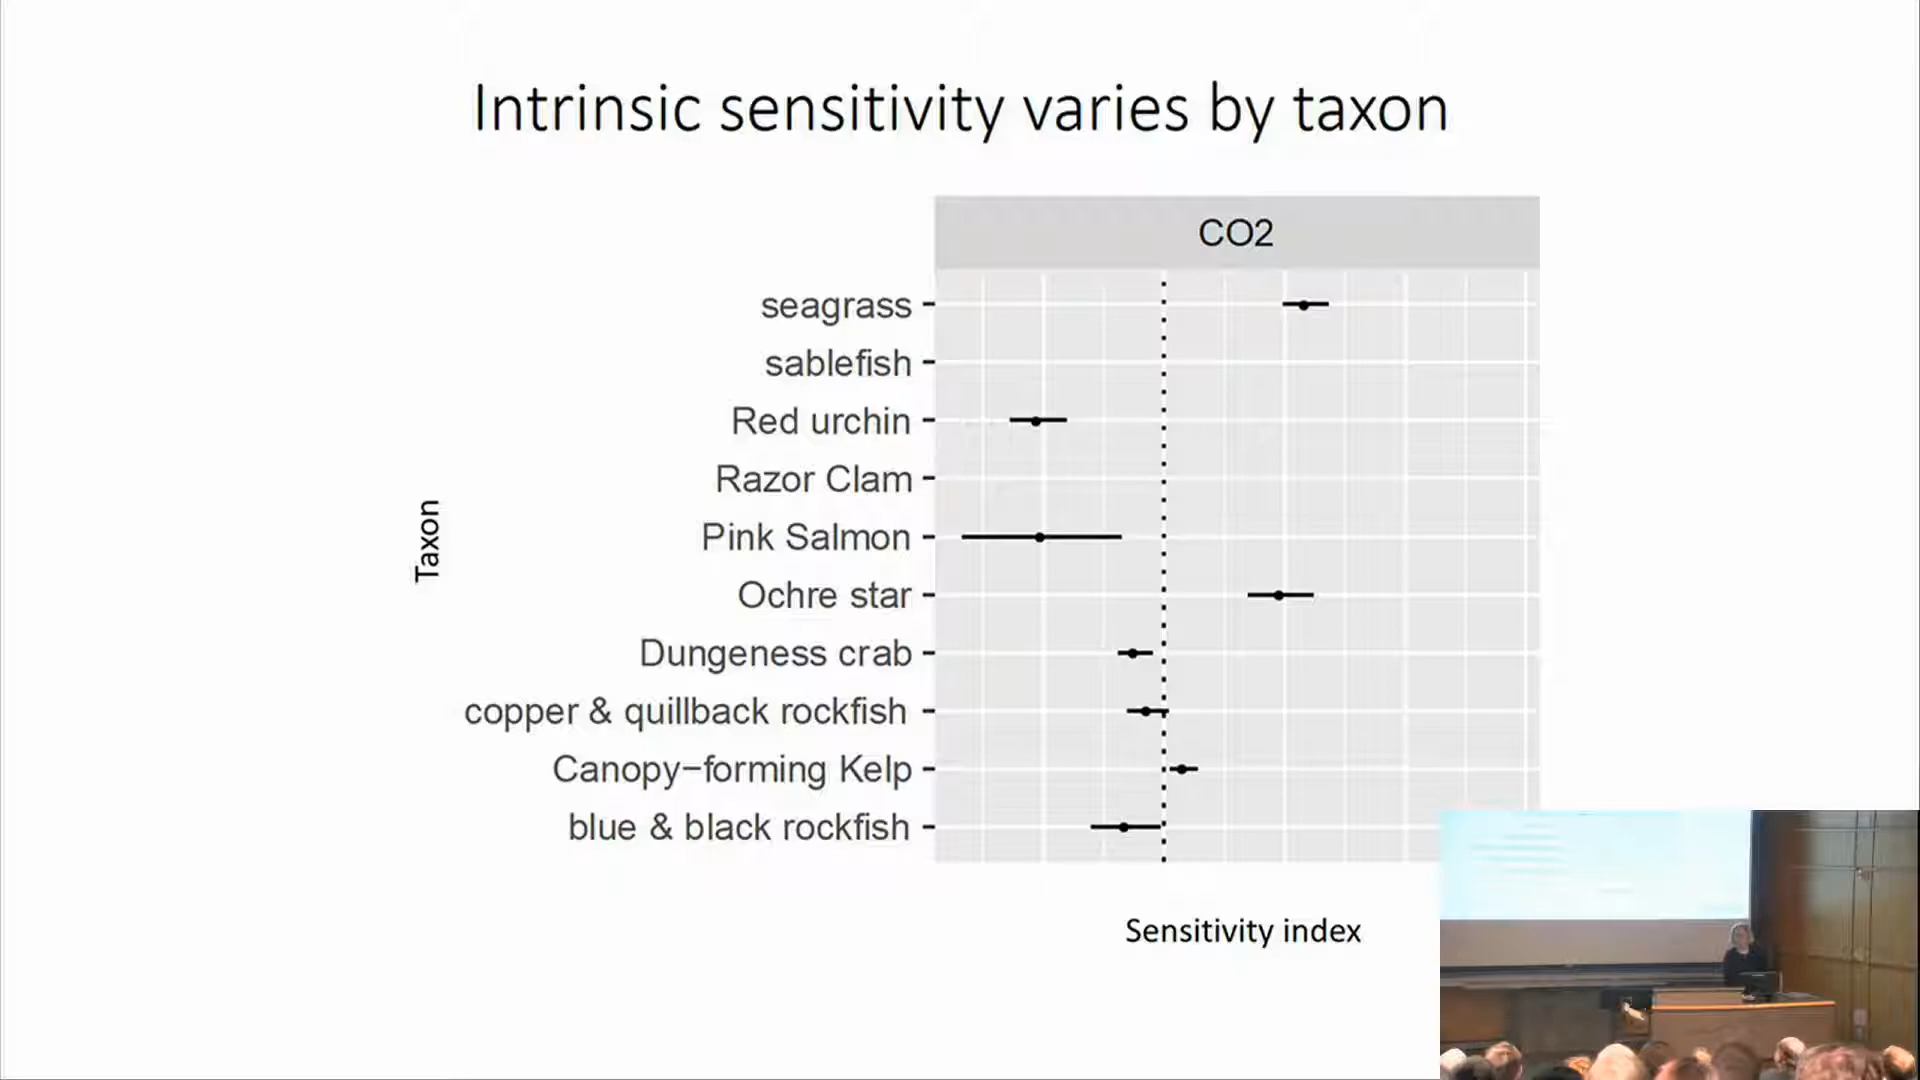 Intrinsic sensitivity varies by taxon
CO2
seagrass
sablefish
Red urchin
Razor Clam
Pink Salmon
Ochre star
Dungeness crab
copper & quillback rockfish
Canopy−forming Kelp
blue & black rockfish
Taxon
Sensitivity index